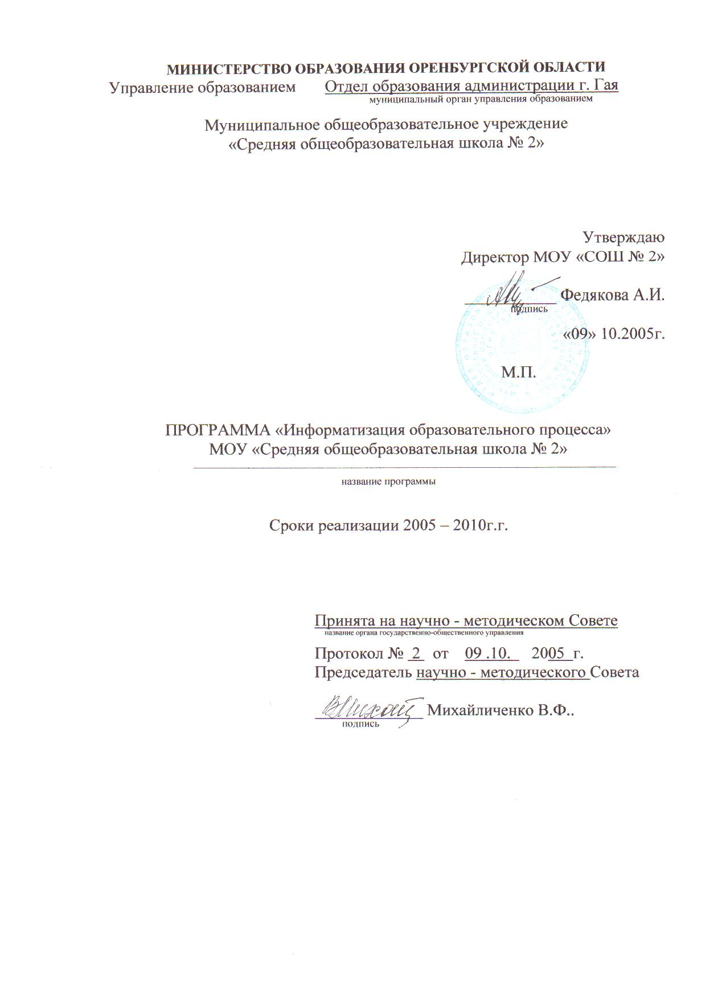 МИНИСТЕРСТВО ОБРАЗОВАНИЯ ОРЕНБУРГСКОЙ ОБЛАСТИ
Управление образованием Отдел образования администрации г. Гая
муниципальный орган управления образованием
Муниципальное общеобразовательное учреждение
«Средняя общеобразовательная школа № 2»
Утверждаю
Директор МОУ «СОШ № 2»
Федякова А.И.
подпись
«09» 10.2005г.
М.П.
ПРОГРАММА «Информатизация образовательного процесса»
МОУ «Средняя общеобразовательная школа № 2»
название программы
Сроки реализации 2005 – 2010г.г.
Принята на научно - методическом Совете
название органа государственно-общественного управления
Протокол № 2 от 09 .10. 2005 г.
Председатель научно - методического Совета
Михайличенко В.Ф..
подпись